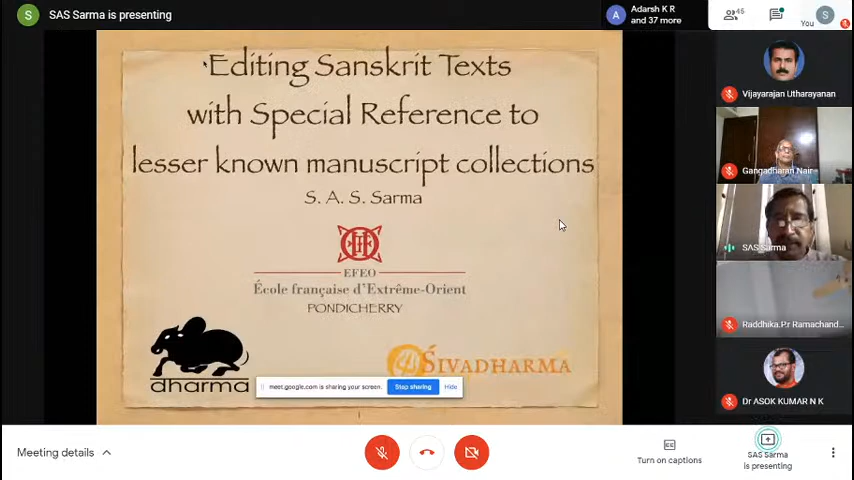 S
SAS Sarma is presenting
A
Adarsh K R
and 37 more
45
S
You
Editing Sanskrit Texts
with Special Reference to
lesser known manuscript collections
S. A. S. Sarma
EFEO
École française d'Extrême-Orient
PONDICHERRY
dharma
ŚIVADHARMA
meet.google.com is sharing your screen.
Stop sharing
Hide
Vijayarajan Utharayanan
Gangadharan Nair
SAS Sarma
Raddhika.Pr Ramachand...
Dr ASOK KUMAR N K
Meeting details
Turn on captions
SAS Sarma
is presenting